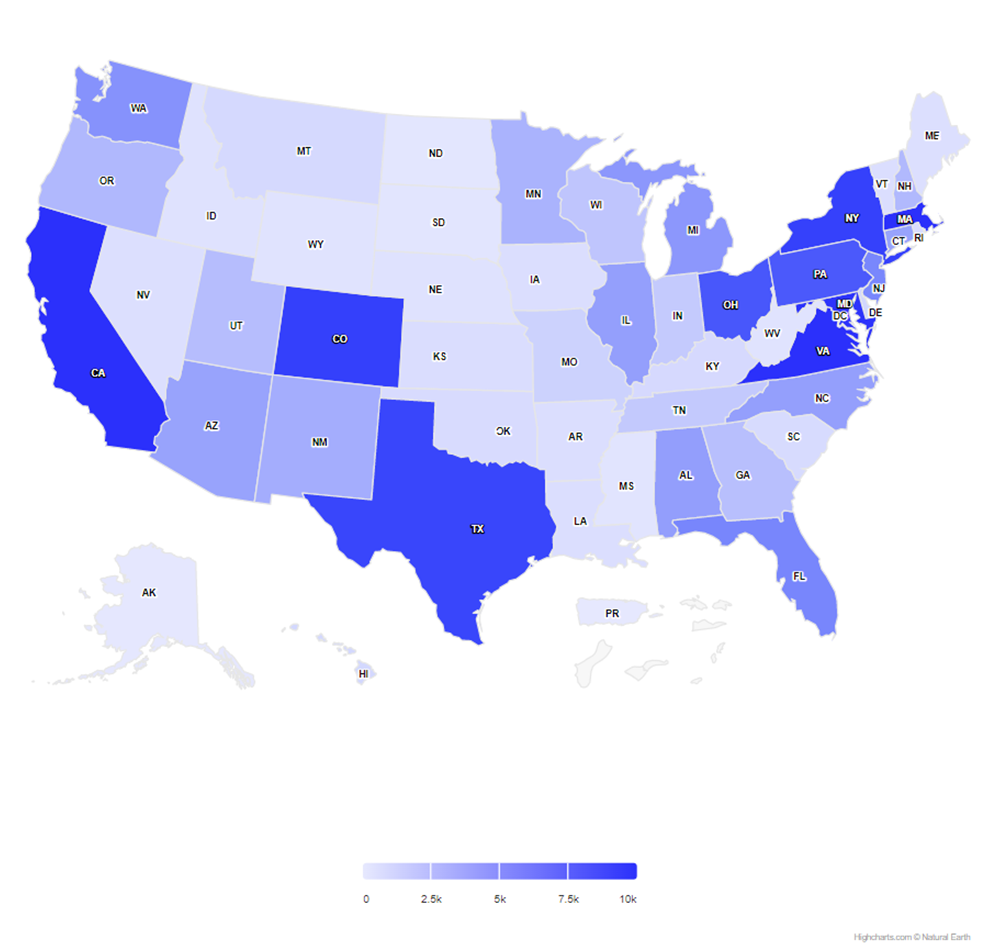 WA
ME
MT
ND
VT
OR
MN
NH
ID
WI
NY
MA
SD
MI
CT
RI
WY
PA
IA
NE
NJ
NV
OH
MD
DE
IN
DC
IL
UT
WV
CO
VA
KS
MO
KY
CA
NC
TN
AZ
OK
AR
SC
NM
AL
GA
MS
LA
TX
FL
AK
PR
HI
0 2.5k 5k 7.5k 10k
Highcharts.com © Natural Earth